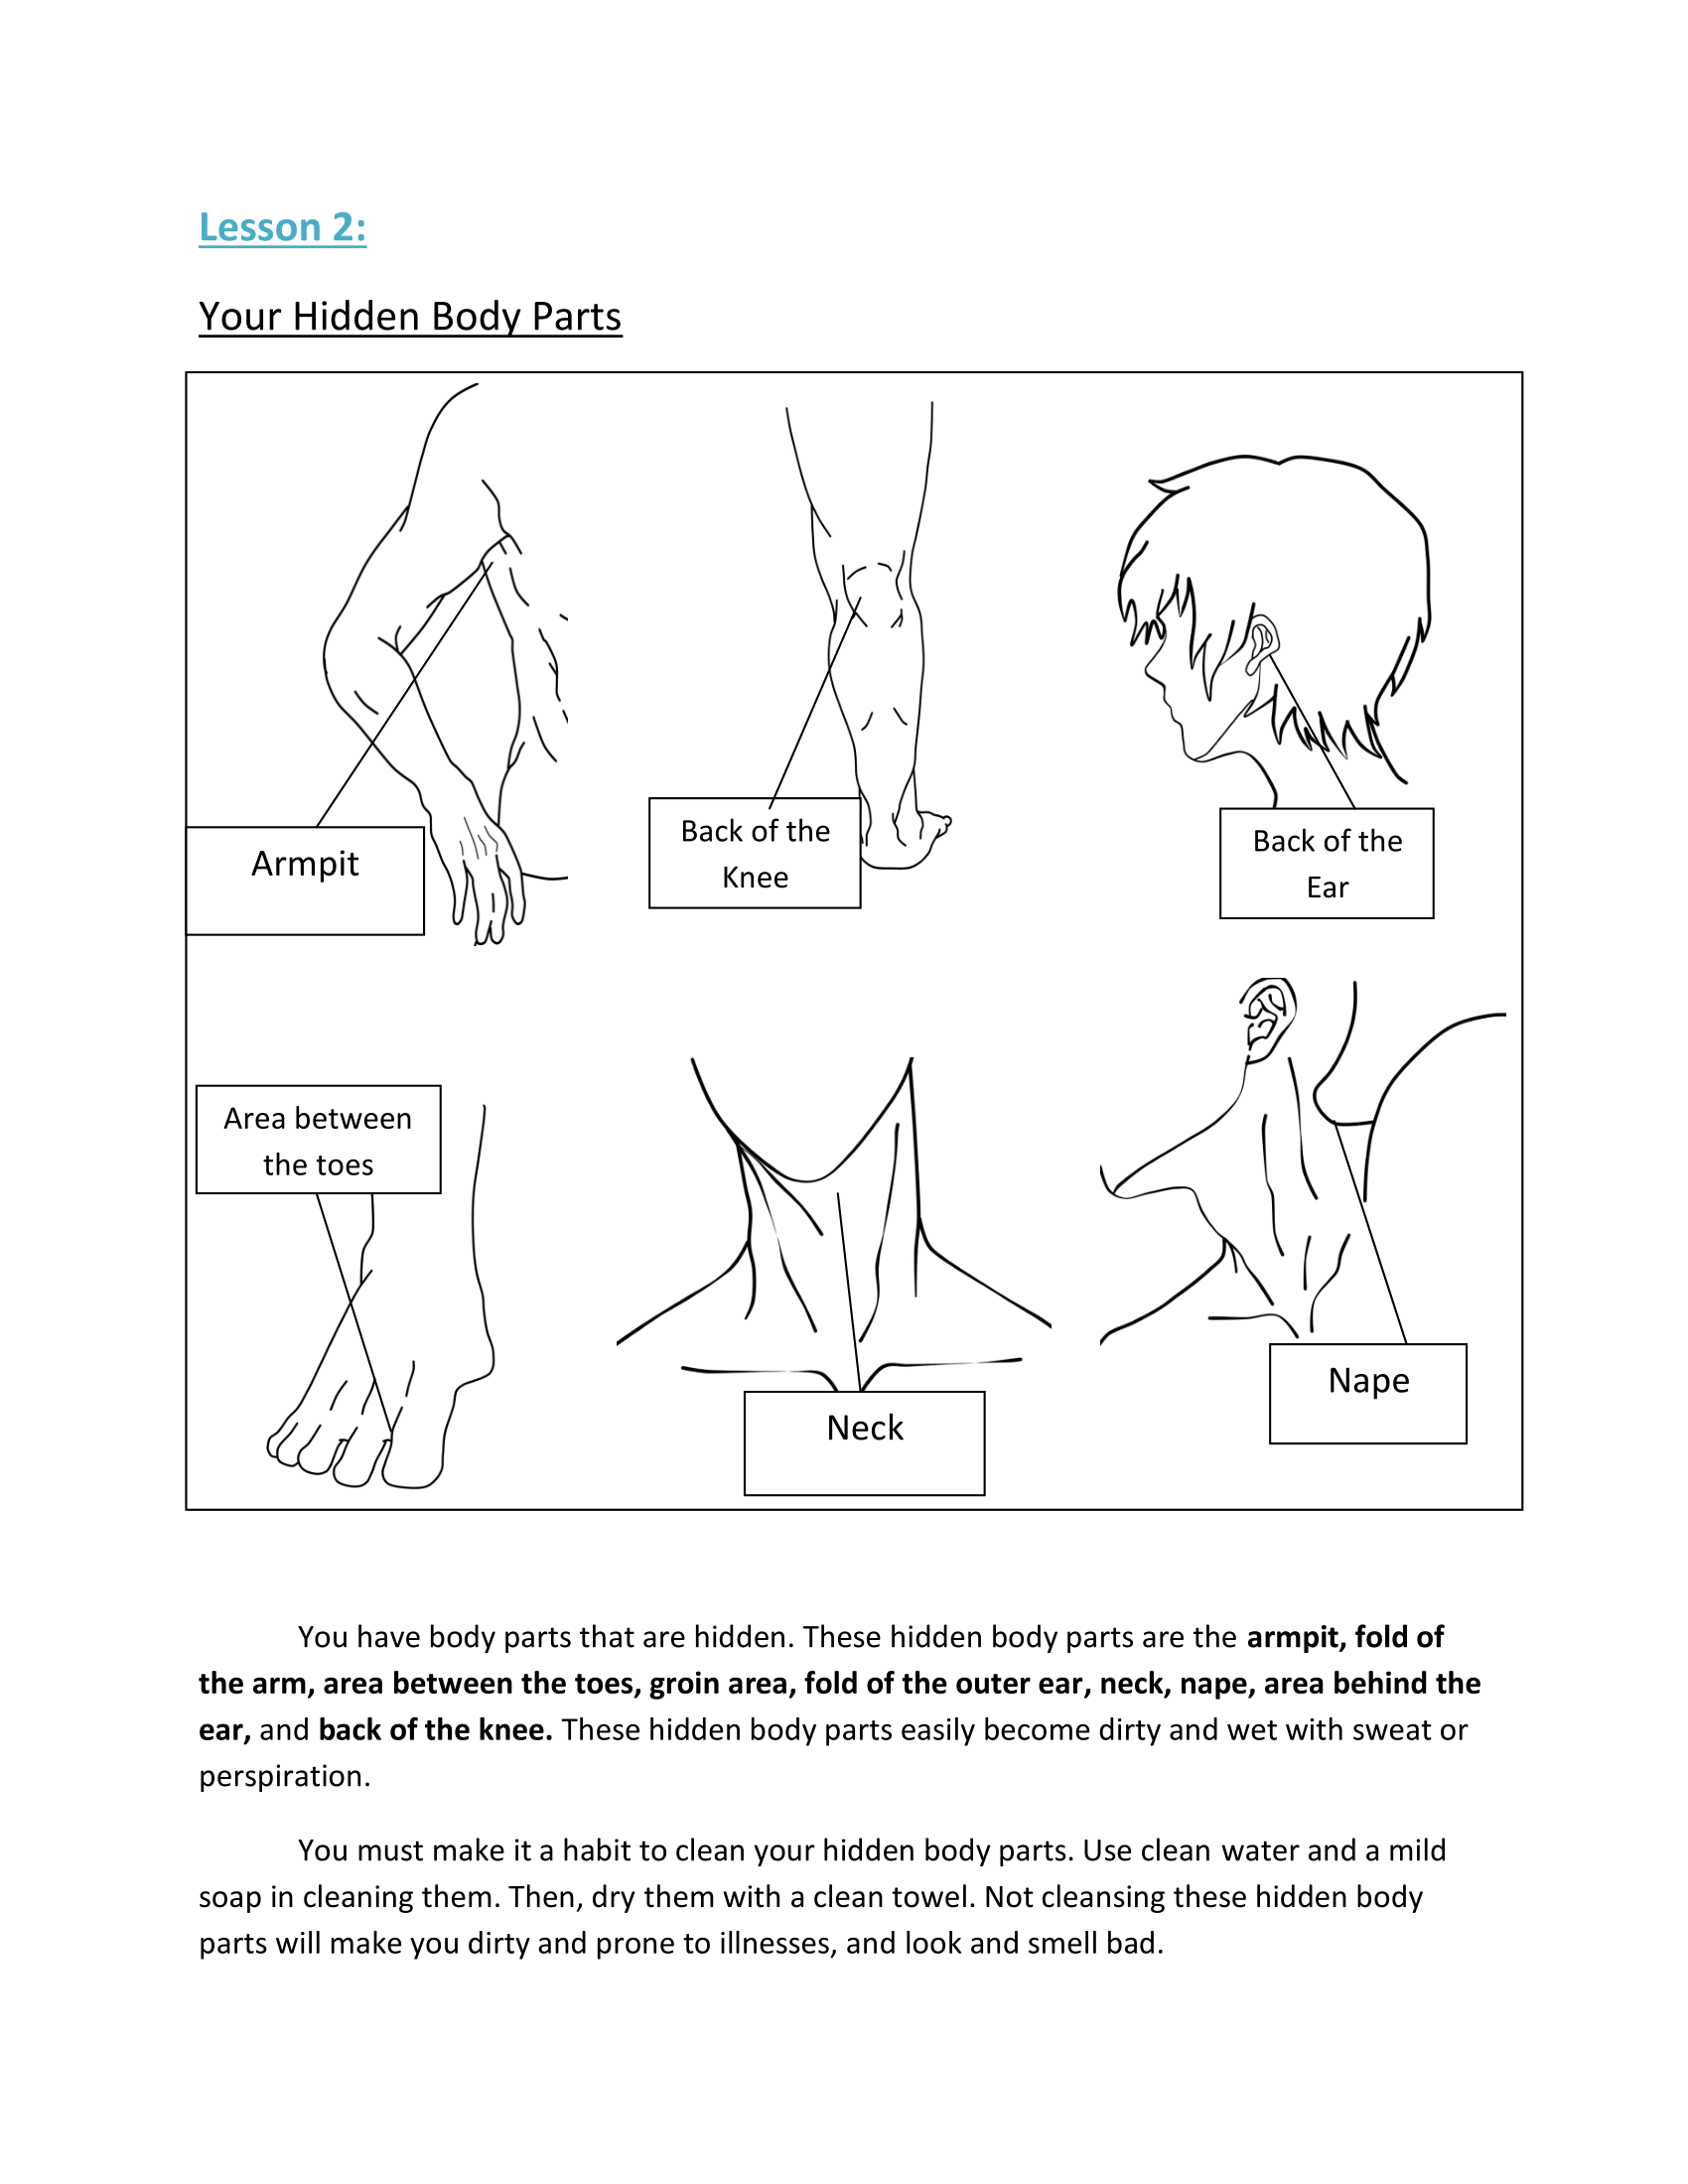 Lesson 2:
Your Hidden Body Parts
Armpit
Back of the
Knee
Back of the
Ear
Area between
the toes
Neck
Nape
You have body parts that are hidden. These hidden body parts are the armpit, fold of
the arm, area between the toes, groin area, fold of the outer ear, neck, nape, area behind the
ear, and back of the knee. These hidden body parts easily become dirty and wet with sweat or
perspiration.
You must make it a habit to clean your hidden body parts. Use clean water and a mild
soap in cleaning them. Then, dry them with a clean towel. Not cleansing these hidden body
parts will make you dirty and prone to illnesses, and look and smell bad.